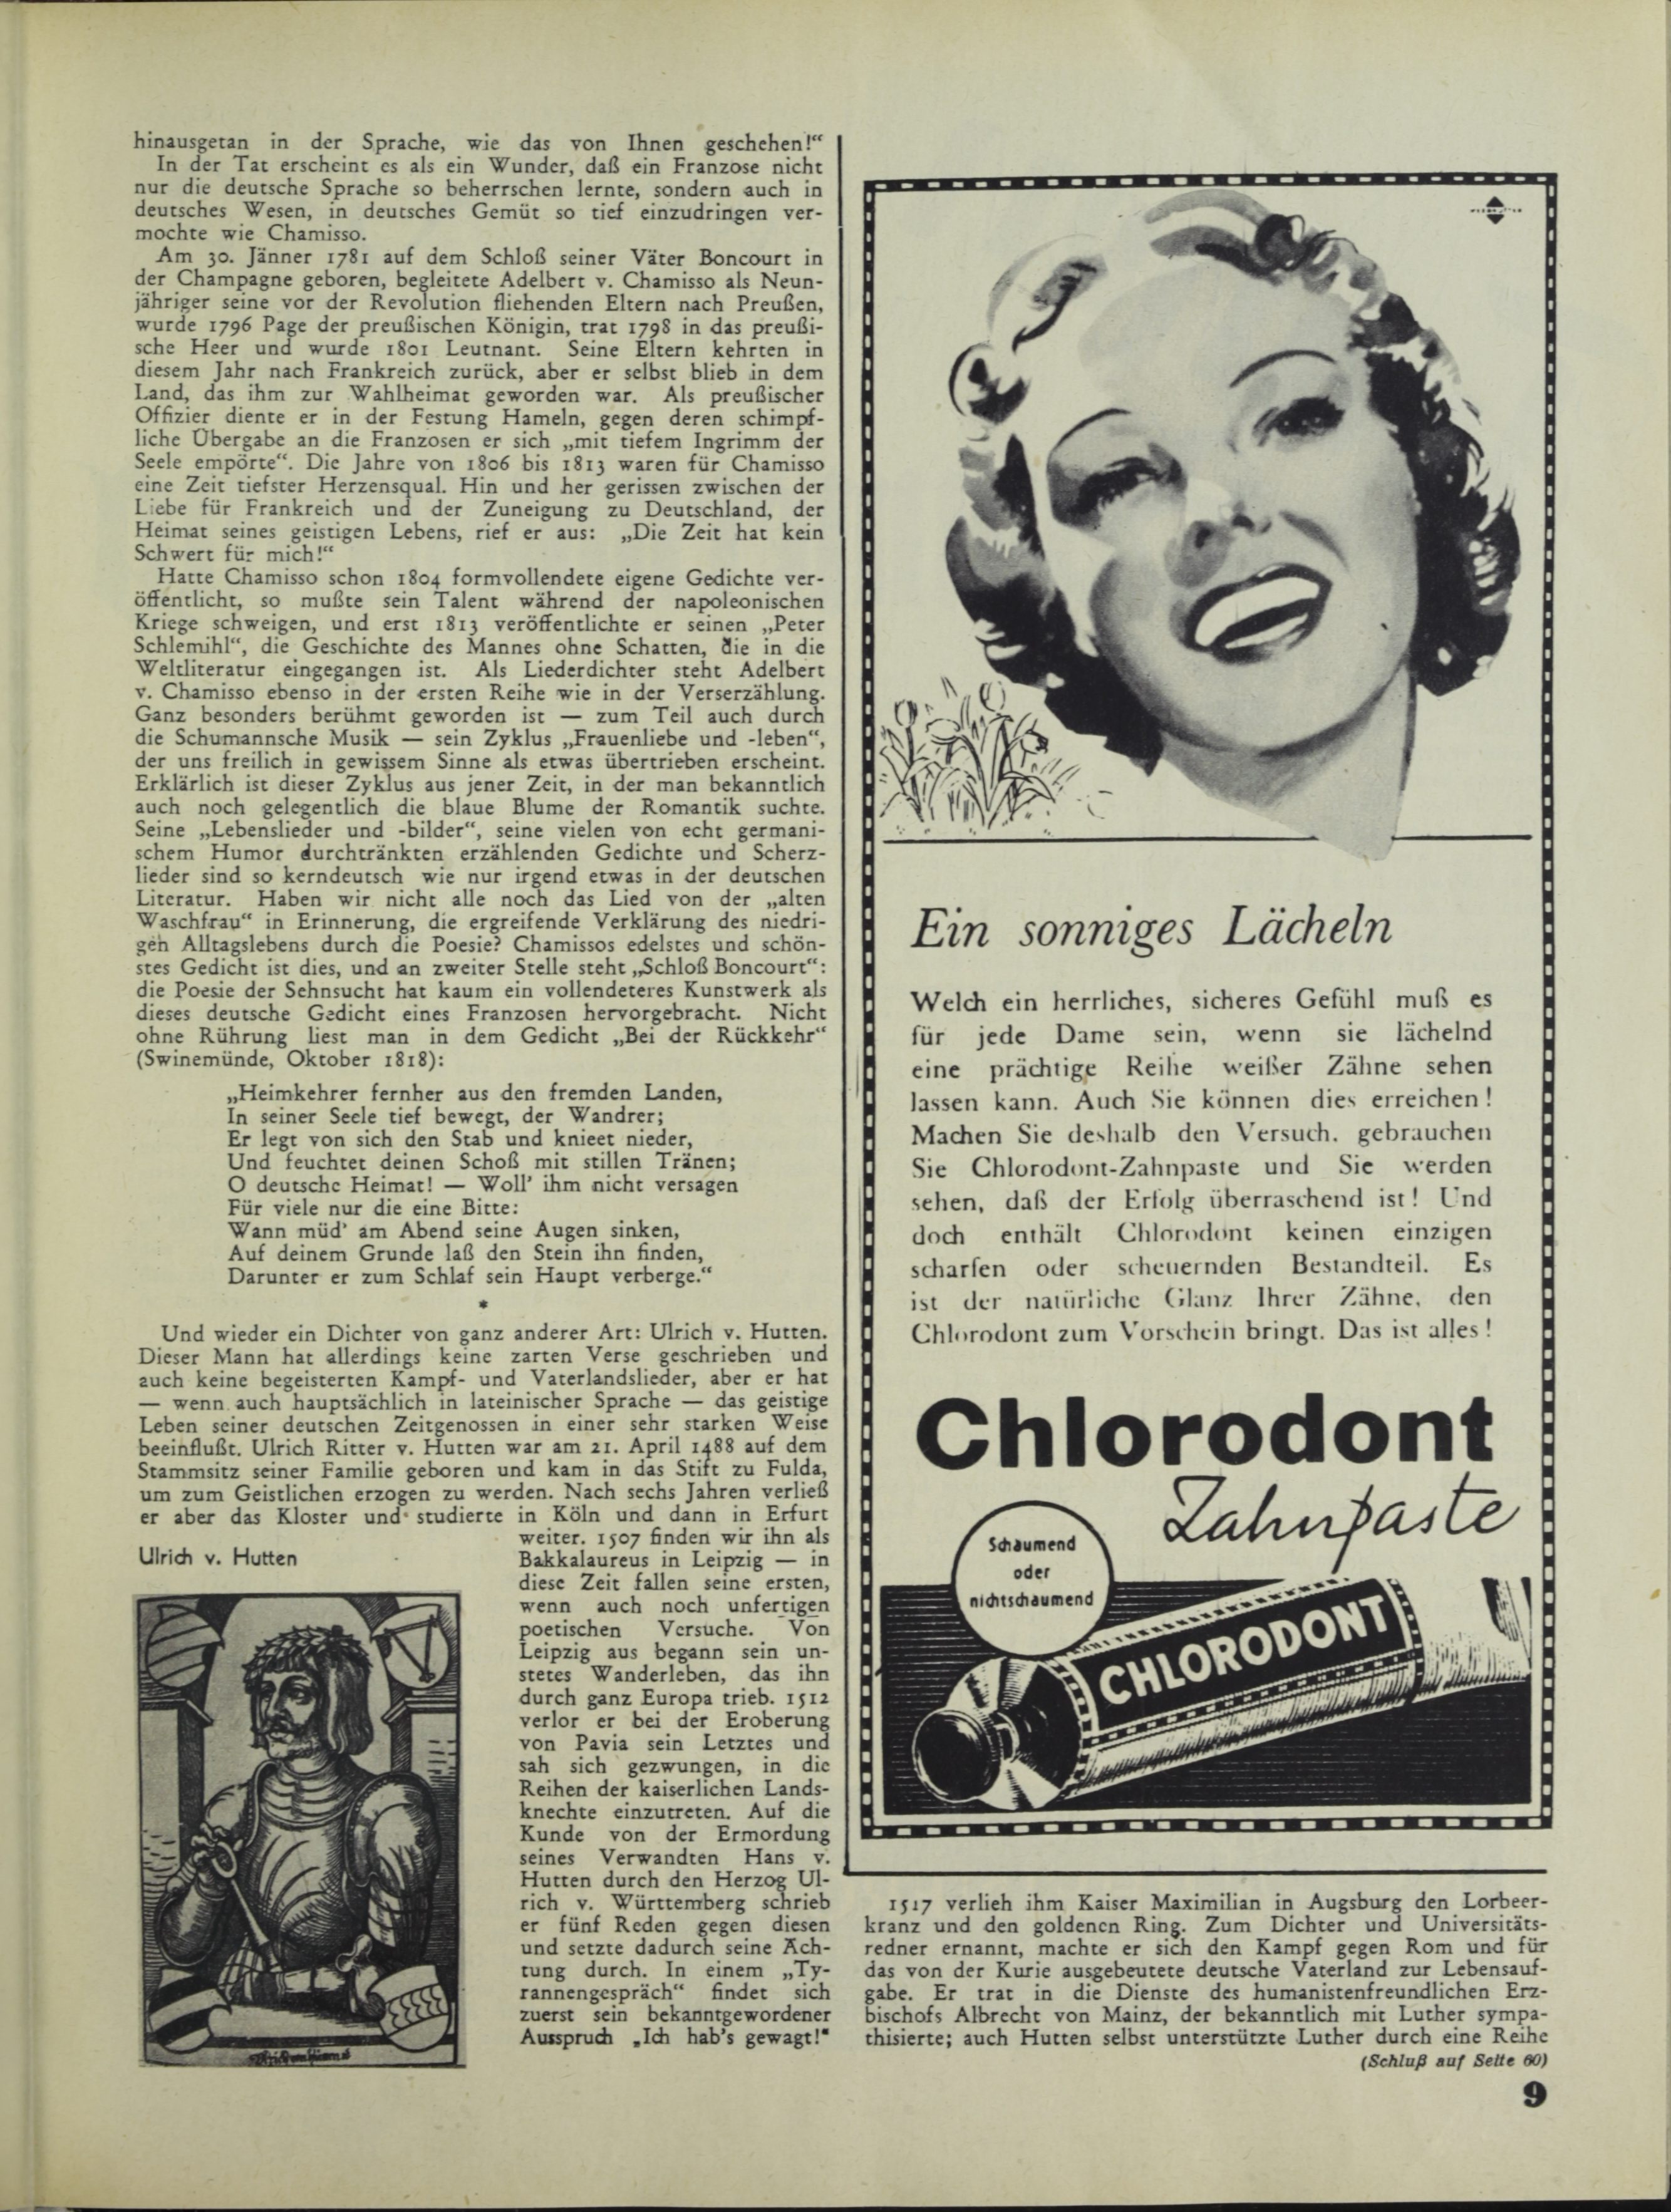 hinausgetan in der Sprache, wie das von Ihnen geschehen!“
In der Tat erscheint es als ein Wunder, daß ein Franzose nicht
nur die deutsche Sprache so beherrschen lernte, sondern auch in
deutsches Wesen, in deutsches Gemüt so tief einzudringen ver-
mochte wie Chamisso.
Am 30. Jänner 1781 auf dem Schloß seiner Väter Boncourt in
der Champagne geboren, begleitete Adelbert v. Chamisso als Neun-
jähriger seine vor der Revolution fliehenden Eltern nach Preußen,
wurde 1796 Page der preußischen Königin, trat 1798 in das preußi-
sche Heer und wurde 1801 Leutnant. Seine Eltern kehrten in
diesem Jahr nach Frankreich zurück, aber er selbst blieb in dem
Land, das ihm zur Wahlheimat geworden war. Als preußischer
Offizier diente er in der Festung Hameln, gegen deren schimpf-
liche Übergabe an die Franzosen er sich „mit tiefem Ingrimm der
Seele empörte“. Die Jahre von 1806 bis 1813 waren für Chamisso
eine Zeit tiefster Herzensqual. Hin und her gerissen zwischen der
Liebe für Frankreich und der Zuneigung zu Deutschland, der
Heimat seines geistigen Lebens, rief er aus: „Die Zeit hat kein
Schwert für mich!“
Hatte Chamisso schon 1804 formvollendete eigene Gedichte ver-
öffentlicht, so mußte sein Talent während der napoleonischen
Kriege schweigen, und erst 1813 veröffentlichte er seinen „Peter
Schlemihl“, die Geschichte des Mannes ohne Schatten, die in die
Weltliteratur eingegangen ist. Als Liederdichter steht Adelbert
v. Chamisso ebenso in der ersten Reihe wie in der Verserzählung.
Ganz besonders berühmt geworden ist — zum Teil auch durch
die Schumannsche Musik — sein Zyklus „Frauenliebe und -leben“,
der uns freilich in gewissem Sinne als etwas übertrieben erscheint.
Erklärlich ist dieser Zyklus aus jener Zeit, in der man bekanntlich
auch noch gelegentlich die blaue Blume der Romantik suchte.
Seine „Lebenslieder und -bilder“, seine vielen von echt germani-
schem Humor durchtränkten erzählenden Gedichte und Scherz-
lieder sind so kerndeutsch wie nur irgend etwas in der deutschen
Literatur. Haben wir nicht alle noch das Lied von der „alten
Waschfrau“ in Erinnerung, die ergreifende Verklärung des niedri-
gen Alltagslebens durch die Poesie? Chamissos edelstes und schön-
stes Gedicht ist dies, und an zweiter Stelle steht „Schloß Boncourt“:
die Poesie der Sehnsucht hat kaum ein vollendeteres Kunstwerk als
dieses deutsche Gedicht eines Franzosen hervorgebracht. Nicht
ohne Rührung liest man in dem Gedicht „Bei der Rückkehr“
(Swinemünde, Oktober 1818):
„Heimkehrer fernher aus den fremden Landen,
In seiner Seele tief bewegt, der Wandrer;
Er legt von sich den Stab und knieet nieder,
Und feuchtet deinen Schoß mit stillen Tränen;
O deutsche Heimat! — Woll' ihm nicht versagen
Für viele nur die eine Bitte:
Wann müd' am Abend seine Augen sinken,
Auf deinem Grunde laß den Stein ihn finden,
Darunter er zum Schlaf sein Haupt verberge.“
*
Und wieder ein Dichter von ganz anderer Art: Ulrich v. Hutten.
Dieser Mann hat allerdings keine zarten Verse geschrieben und
auch keine begeisterten Kampf- und Vaterlandslieder, aber er hat
— wenn auch hauptsächlich in lateinischer Sprache — das geistige
Leben seiner deutschen Zeitgenossen in einer sehr starken Weise
beeinflußt. Ulrich Ritter v. Hutten war am 21. April 1488 auf dem
Stammsitz seiner Familie geboren und kam in das Stift zu Fulda,
um zum Geistlichen erzogen zu werden. Nach sechs Jahren verließ
er aber das Kloster und studierte in Köln und dann in Erfurt
weiter. 1507 finden wir ihn als
Bakkalaureus in Leipzig — in
diese Zeit fallen seine ersten,
wenn auch noch unfertigen
poetischen Versuche. Von
Leipzig aus begann sein un-
stetes Wanderleben, das ihn
durch ganz Europa trieb. 1512
verlor er bei der Eroberung
von Pavia sein Letztes und
sah sich gezwungen, in die
Reihen der kaiserlichen Lands-
knechte einzutreten. Auf die
Kunde von der Ermordung
seines Verwandten Hans v.
Hutten durch den Herzog Ul-
rich v. Württemberg schrieb
er fünf Reden gegen diesen
und setzte dadurch seine Äch-
tung durch. In einem „Ty-
rannengespräch“ findet sich
zuerst sein bekanntgewordener
Ausspruch „Ich hab's gewagt!“
Ulrich v. Hutten
Ein sonniges Lächeln
Welch ein herrliches, sicheres Gefühl muß es
für jede Dame sein, wenn sie lächelnd
eine prächtige Reihe weißer Zähne sehen
lassen kann. Auch Sie können dies erreichen!
Machen Sie deshalb den Versuch. gebrauchen
Sie Chlorodont-Zahnpaste und Sie werden
sehen, daß der Erfolg überraschend ist! Und
doch enthält Chlorodont keinen einzigen
scharfen oder scheuernden Bestandteil. Es
ist der natürliche Glanz Ihrer Zähne, den
Chlorodont zum Vorschein bringt. Das ist alles!
Chlorodont
Zahnpaste
Schäumend
oder
nichtschäumend
CHLORODONT
1517 verlieh ihm Kaiser Maximilian in Augsburg den Lorbeer-
kranz und den goldenen Ring. Zum Dichter und Universitäts-
redner ernannt, machte er sich den Kampf gegen Rom und für
das von der Kurie ausgebeutete deutsche Vaterland zur Lebensauf-
gabe. Er trat in die Dienste des humanistenfreundlichen Erz-
bischofs Albrecht von Mainz, der bekanntlich mit Luther sympa-
thisierte; auch Hutten selbst unterstützte Luther durch eine Reihe
(Schluß auf Seite 60)
9